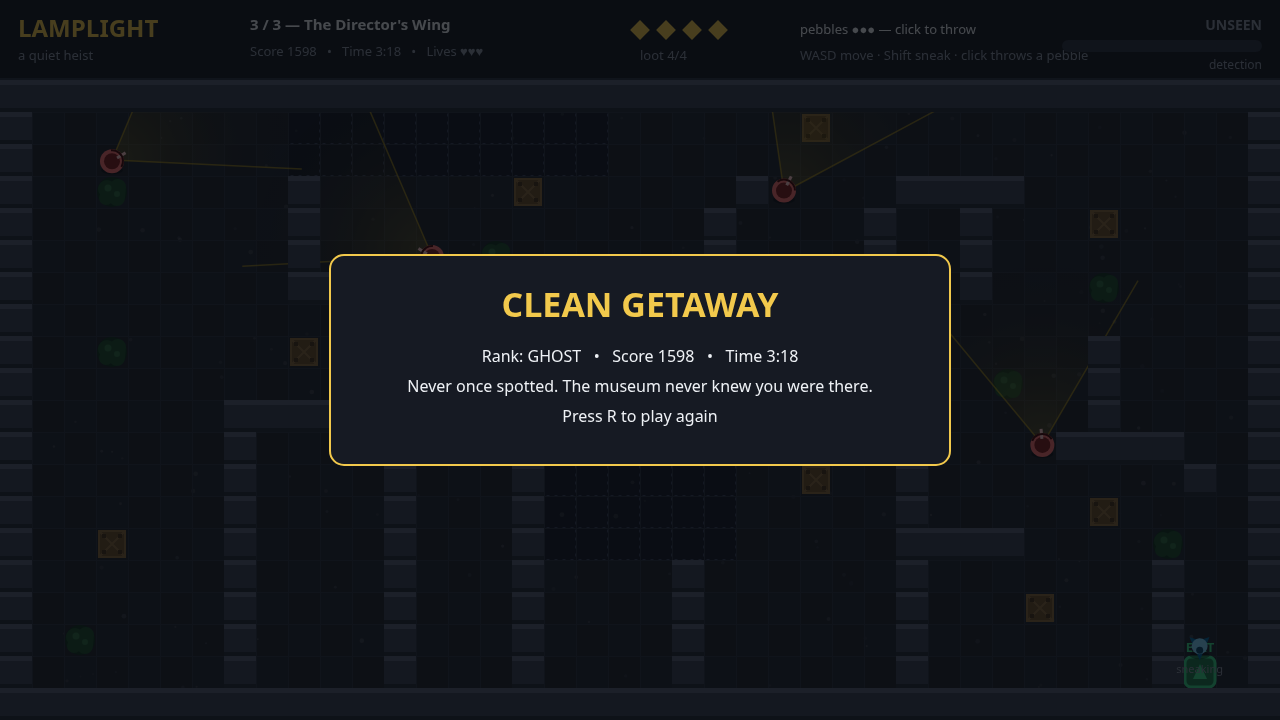 LAMPLIGHT
a quiet heist
3 / 3 — The Director's Wing
Score 1598 • Time 3:18 • Lives ♥♥♥
loot 4/4
pebbles ●●● — click to throw
WASD move · Shift sneak · click throws a pebble
UNSEEN
detection
CLEAN GETAWAY
Rank: GHOST • Score 1598 • Time 3:18
Never once spotted. The museum never knew you were there.
Press R to play again